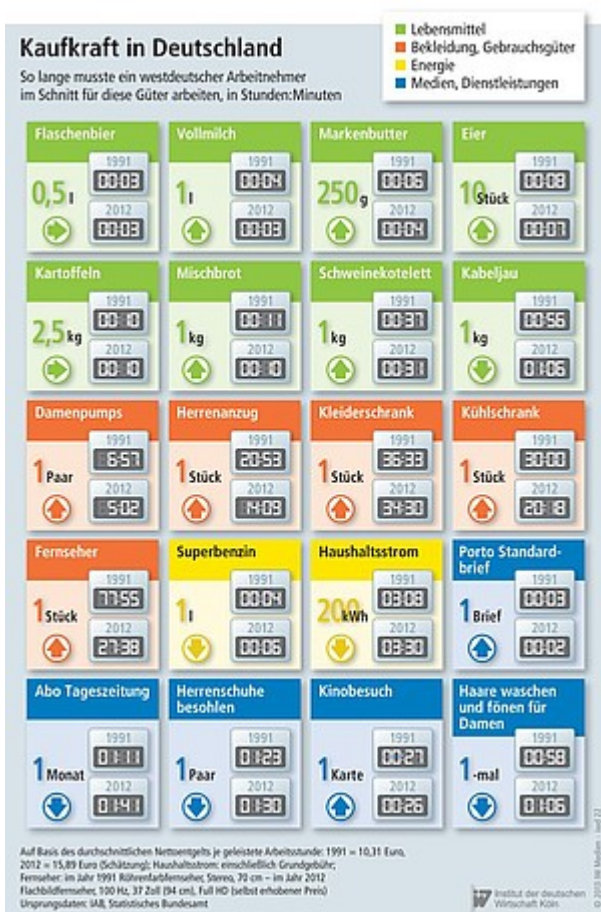 Kaufkraft in Deutschland
So lange musste ein westdeutscher Arbeitnehmer
im Schnitt für diese Güter arbeiten, in Stunden:Minuten
Lebensmittel
Bekleidung, Gebrauchsgüter
Energie
Medien, Dienstleistungen
Flaschenbier
0,5 l
1991
00:03
2012
00:03
Vollmilch
1 l
1991
00:04
2012
00:03
Markenbutter
250 g
1991
00:06
2012
00:04
Eier
10 Stück
1991
00:08
2012
00:07
Kartoffeln
2,5 kg
1991
00:10
2012
00:10
Mischbrot
1 kg
1991
00:11
2012
00:10
Schweinekotelett
1 kg
1991
00:37
2012
00:31
Kabeljau
1 kg
1991
00:56
2012
01:06
Damenpumps
1 Paar
1991
6:57
2012
5:02
Herrenanzug
1 Stück
1991
20:53
2012
14:09
Kleiderschrank
1 Stück
1991
36:33
2012
34:30
Kühlschrank
1 Stück
1991
30:00
2012
20:18
Fernseher
1 Stück
1991
77:55
2012
27:38
Superbenzin
1 l
1991
00:04
2012
00:06
Haushaltsstrom
200 kWh
1991
03:08
2012
03:30
Porto Standard-
brief
1 Brief
1991
00:03
2012
00:02
Abo Tageszeitung
1 Monat
1991
01:11
2012
01:41
Herrenschuhe
besohlen
1 Paar
1991
01:23
2012
01:30
Kinobesuch
1 Karte
1991
00:27
2012
00:26
Haare waschen
und fönen für
Damen
1 -mal
1991
00:58
2012
01:06
Auf Basis des durchschnittlichen Nettoentgelts je geleistete Arbeitsstunde: 1991 = 10,31 Euro,
2012 = 15,89 Euro (Schätzung); Haushaltsstrom: einschließlich Grundgebühr;
Fernseher: im Jahr 1991 Röhrenfarbfernseher, Stereo, 70 cm – im Jahr 2012
Flachbildfernseher, 100 Hz, 37 Zoll (94 cm), Full HD (selbst erhobener Preis)
Ursprungsdaten: IAB, Statistisches Bundesamt
Institut der deutschen
Wirtschaft Köln